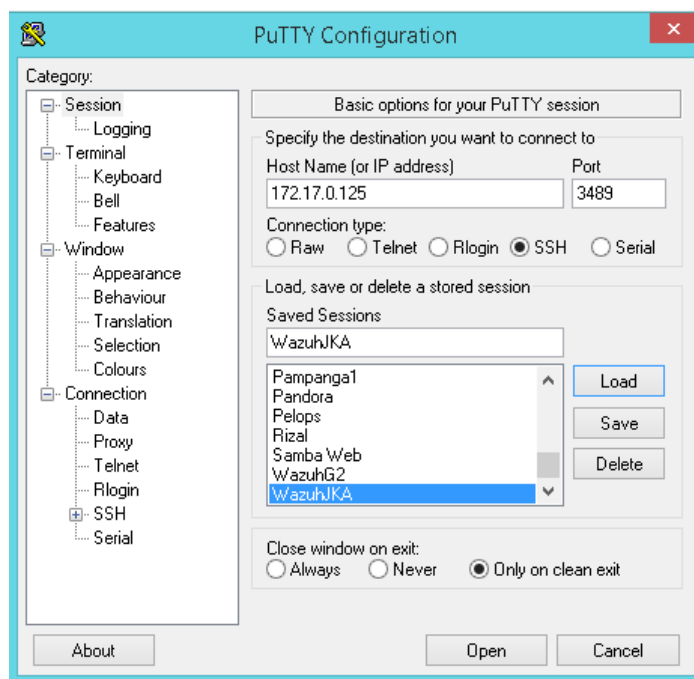 PuTTY Configuration
Category:
Session
Logging
Terminal
Keyboard
Bell
Features
Window
Appearance
Behaviour
Translation
Selection
Colours
Connection
Data
Proxy
Telnet
Rlogin
SSH
Serial
Basic options for your PuTTY session
Specify the destination you want to connect to
Host Name (or IP address) Port
172.17.0.125 3489
Connection type:
Raw Telnet Rlogin SSH Serial
Load, save or delete a stored session
Saved Sessions
WazuhJKA
Pampanga1
Pandora
Pelops
Rizal
Samba Web
WazuhG2
WazuhJKA
Load
Save
Delete
Close window on exit:
Always Never Only on clean exit
About Open Cancel